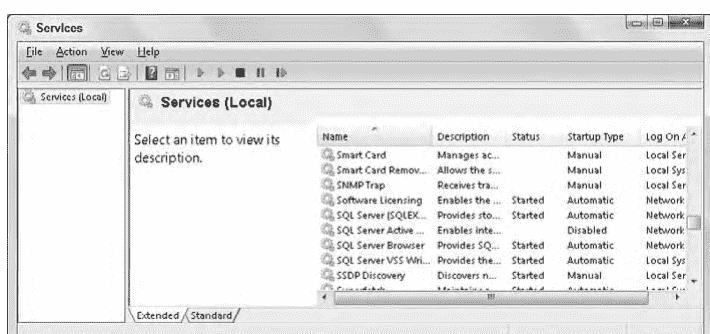 Services
File Action View Help
Services (Local)
Services (Local)
Select an item to view its
description.
Name Description Status Startup Type Log On A
Smart Card Manages ac... Manual Local Ser
Smart Card Remov... Allows the s... Manual Local Sys
SNMP Trap Receives tra... Manual Local Ser
Software Licensing Enables the ... Started Automatic Network
SQL Server (SQLEX... Provides sto... Started Automatic Network
SQL Server Active ... Enables inte... Disabled Network
SQL Server Browser Provides SQ... Started Automatic Network
SQL Server VSS Wri... Provides the... Started Automatic Local Sys
SSDP Discovery Discovers n... Started Manual Local Ser
Extended Standard